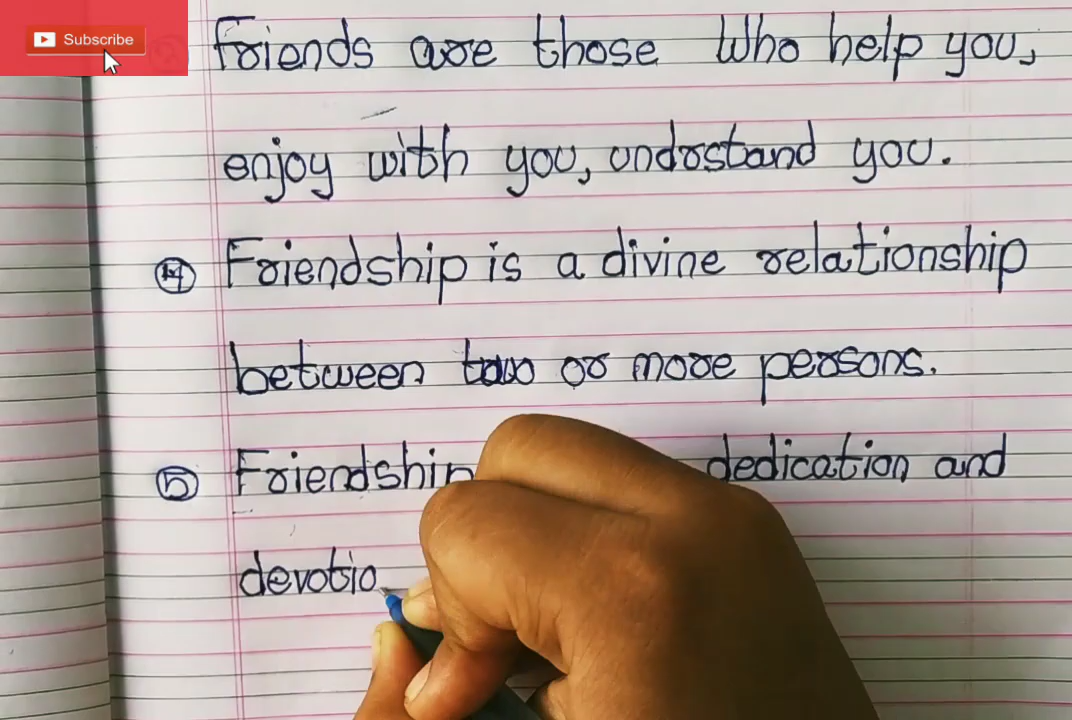 Subscribe
Friends are those Who help you,
enjoy with you, undrstand you.
4 Friendship is a divine relationship
between two or more persons.
5 Friendship dedication and
devotio